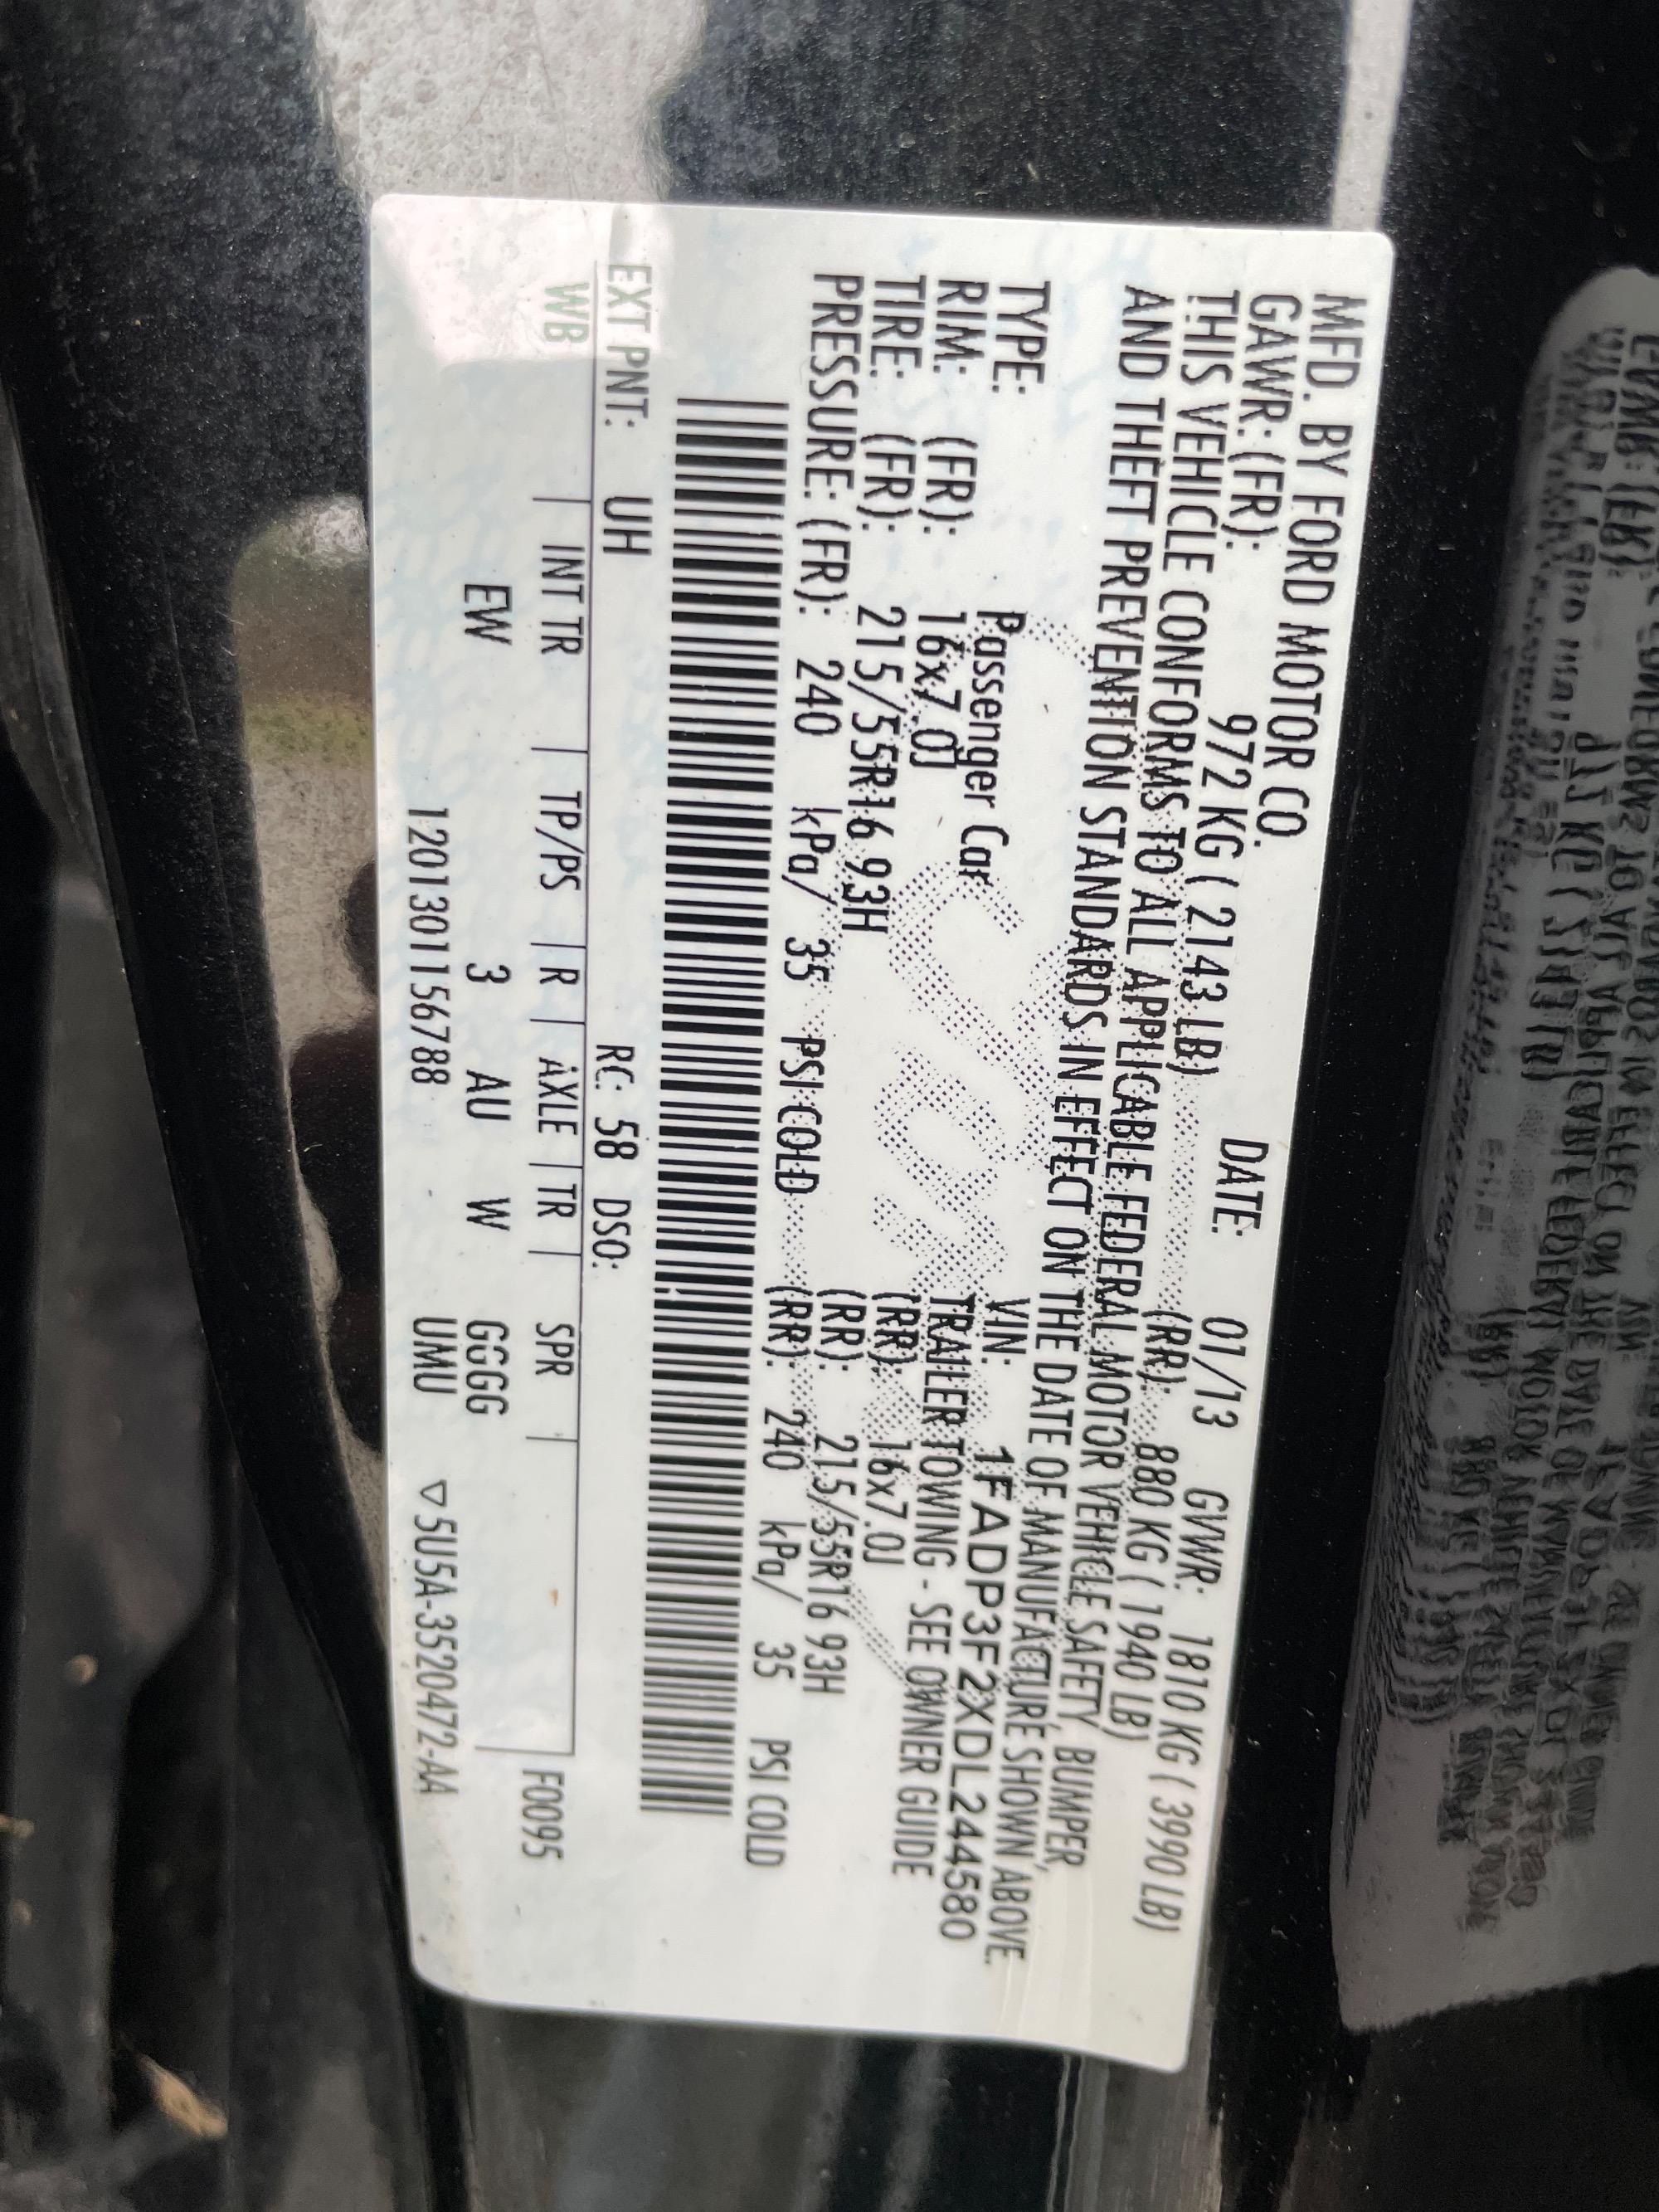 MFD. BY FORD MOTOR CO.
DATE: 01/13 GVWR: 1810 KG ( 3990 LB)
GAWR: (FR): 972 KG ( 2143 LB) (RR): 880 KG ( 1940 LB)
THIS VEHICLE CONFORMS TO ALL APPLICABLE FEDERAL MOTOR VEHICLE SAFETY, BUMPER,
AND THEFT PREVENTION STANDARDS IN EFFECT ON THE DATE OF MANUFACTURE SHOWN ABOVE.
VIN: 1FADP3F2XDL244580
TYPE: Passenger Car TRAILER TOWING - SEE OWNER GUIDE
RIM: (FR): 16x7.0J (RR): 16x7.0J
TIRE: (FR): 215/55R16 93H (RR): 215/55R16 93H
PRESSURE: (FR): 240 kPa/ 35 PSI COLD (RR): 240 kPa/ 35 PSI COLD
EXT PNT: UH RC: 58 DSO:
F0095
WB INT TR TP/PS R AXLE TR SPR
EW 3 AU W GGGG
1201301156788 UMU ▽5U5A-3520472-AA